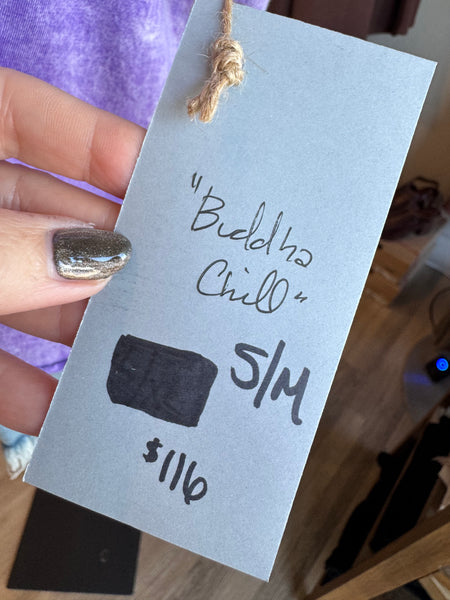 "Buddha
Chill"
S/M
$116